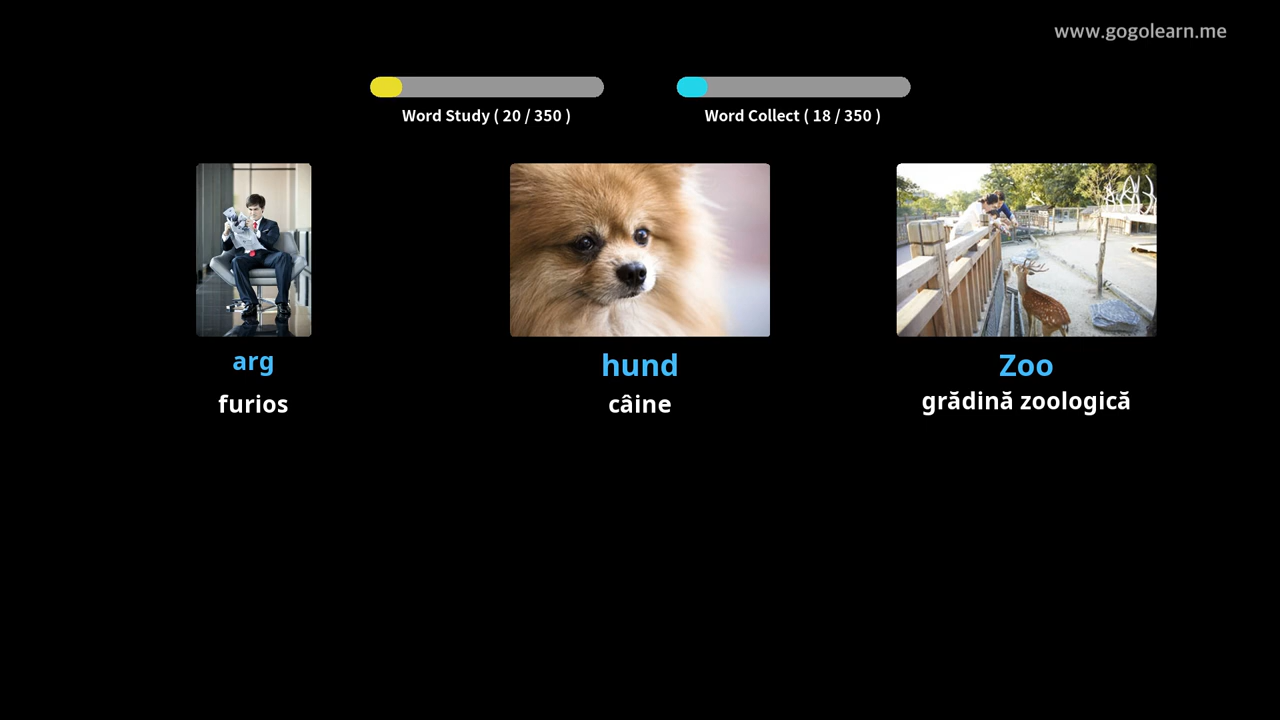 www.gogolearn.me
Word Study ( 20 / 350 )
Word Collect ( 18 / 350 )
arg
hund
Zoo
furios
câine
grădină zoologică